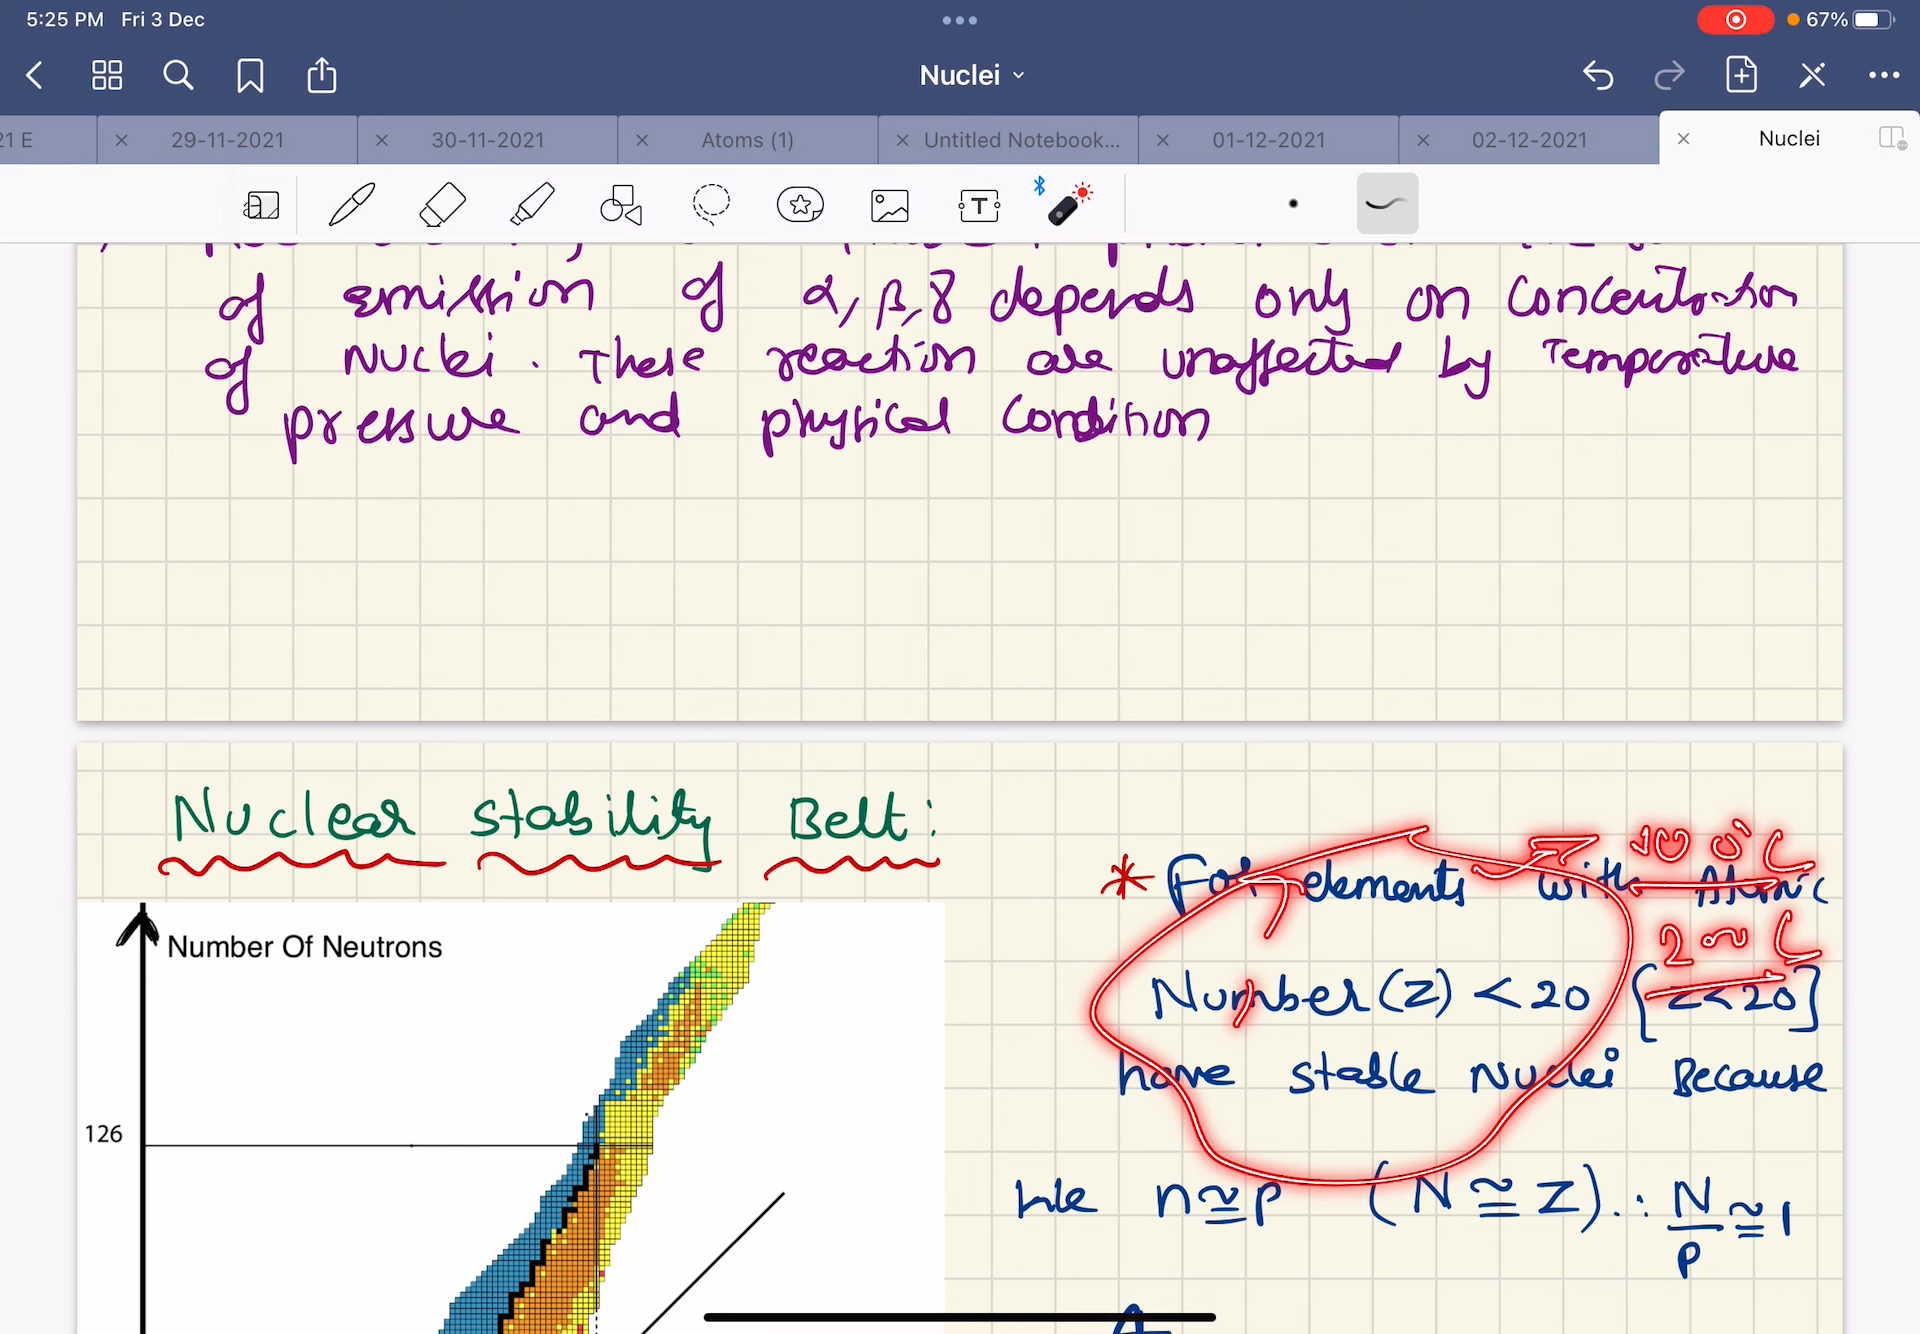 5:25 PM Fri 3 Dec
67%
Nuclei
21 E
29-11-2021
30-11-2021
Atoms (1)
Untitled Notebook...
01-12-2021
02-12-2021
Nuclei
of emission of α, β, γ depends only on concentration
of Nuclei. These reaction are unaffected by Temperature
pressure and physical condition
Nuclear stability Belt:
Number Of Neutrons
126
* For elements with Atomic
Number (Z) < 20 [Z<20]
have stable Nuclei Because
n≅p (N≅Z). ∴ N/P ≅ 1